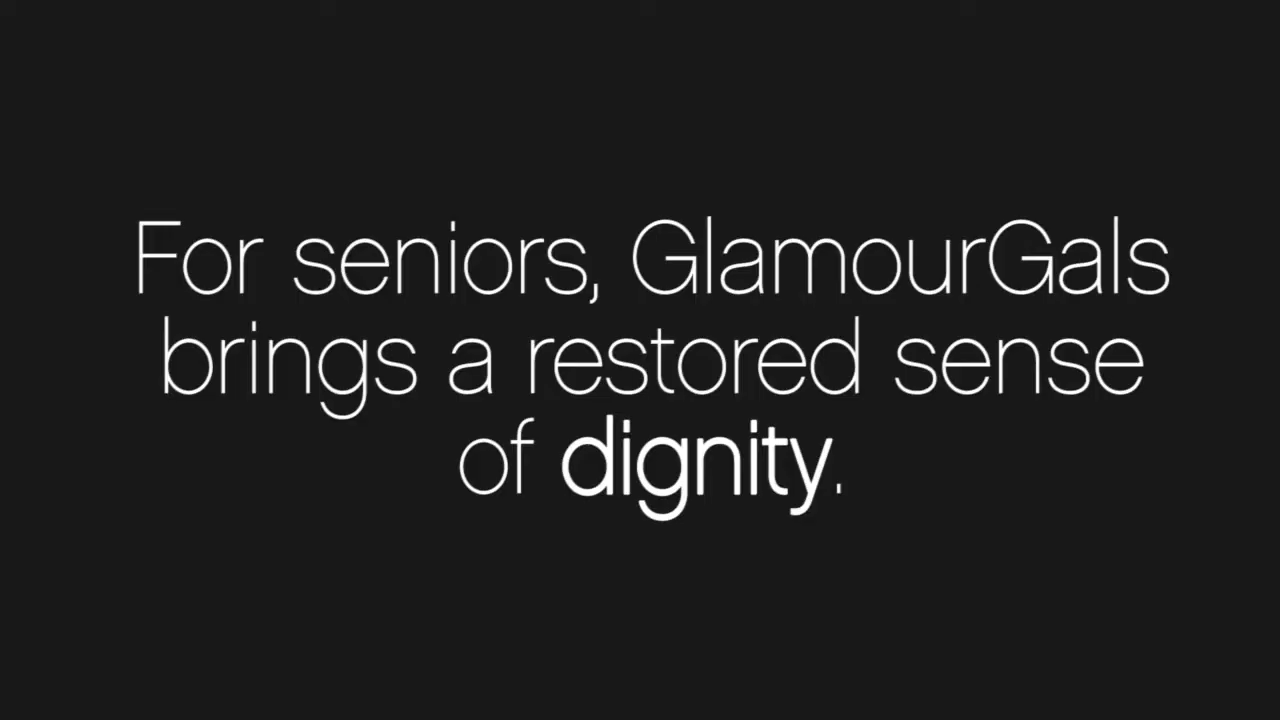 For seniors, GlamourGals
brings a restored sense
of dignity.